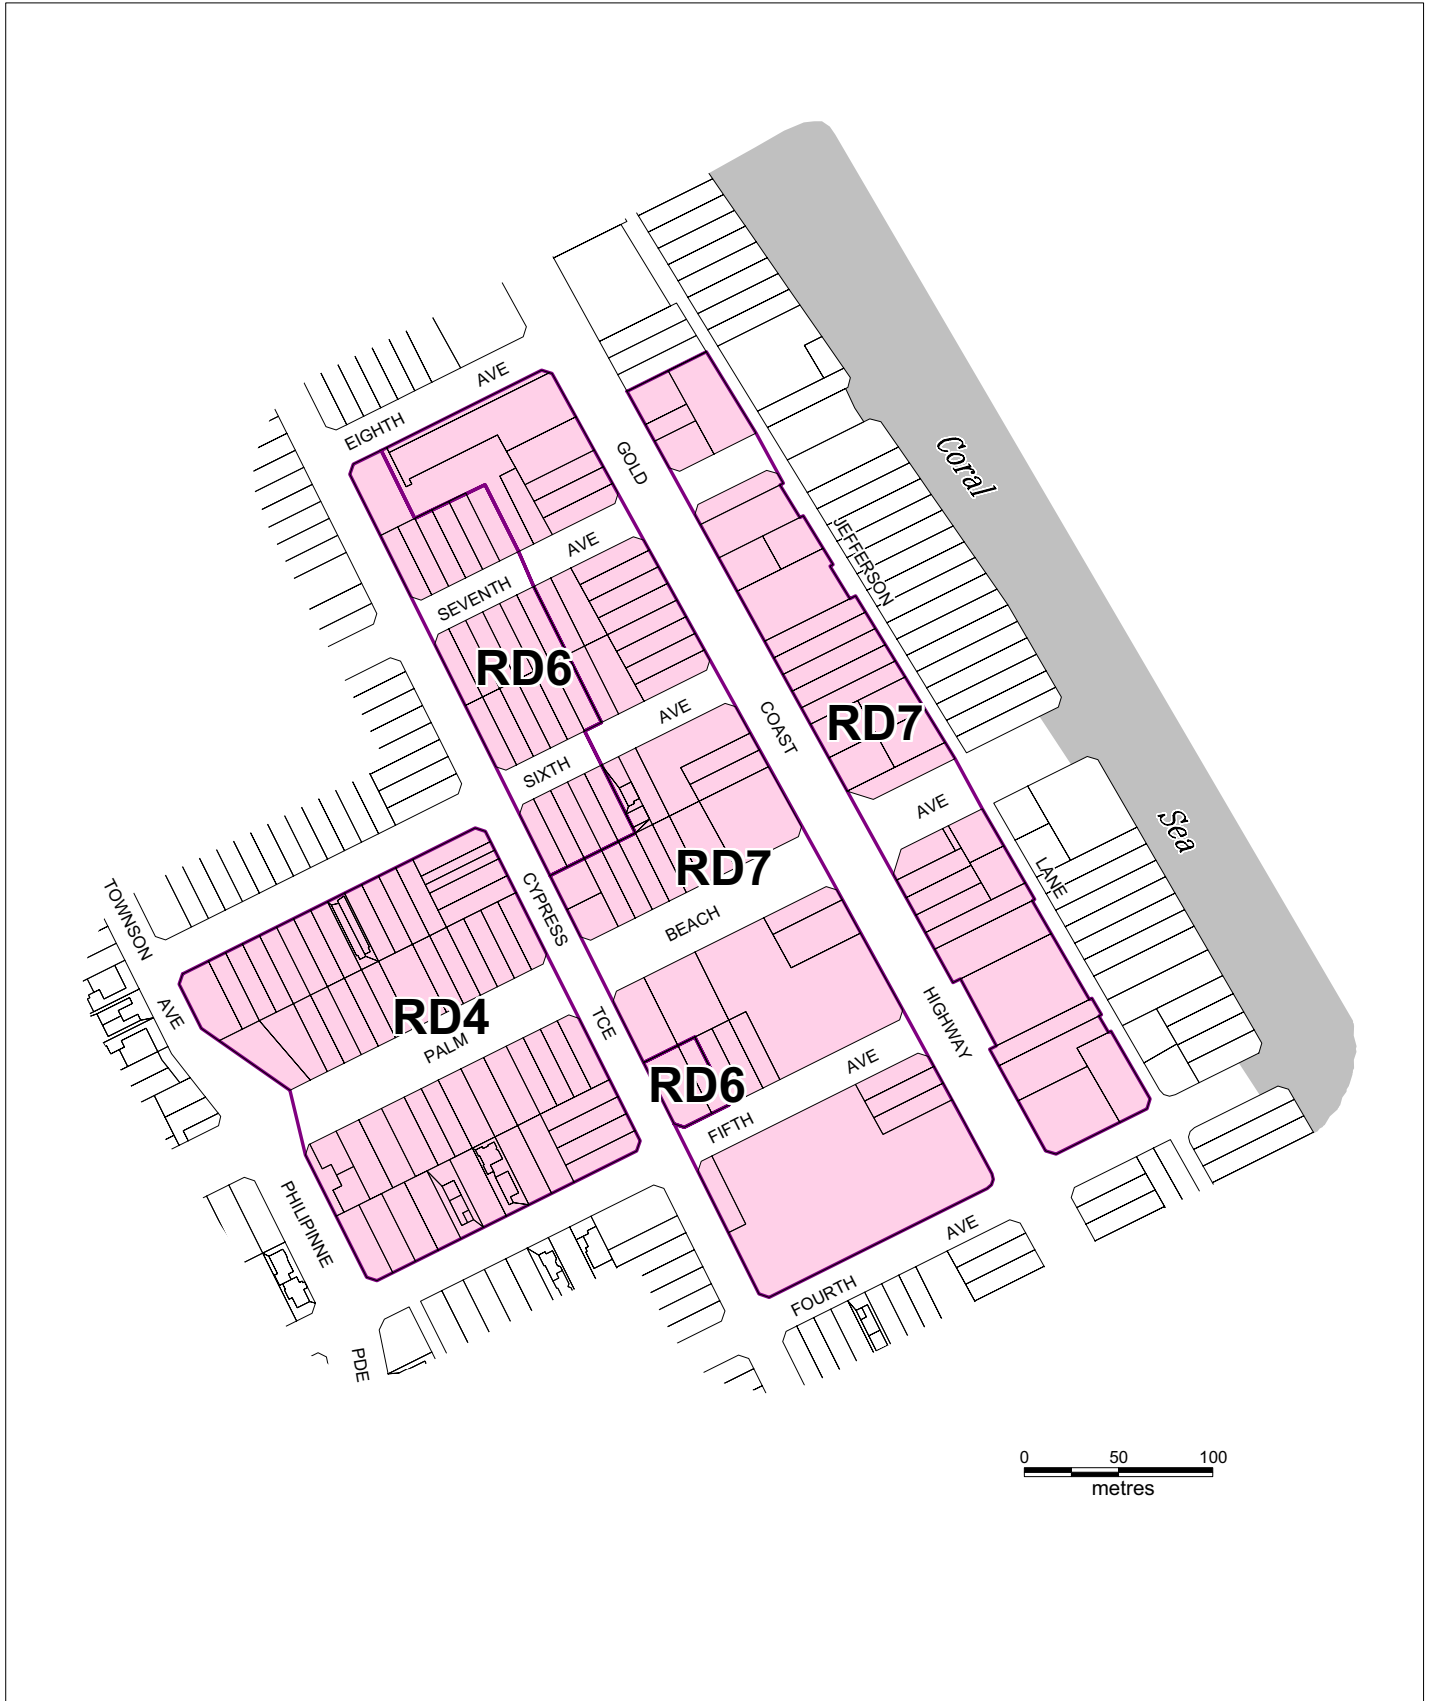 AVE
EIGHTH
GOLD
Coral
AVE
SEVENTH
JEFFERSON
RD6
AVE
SIXTH
COAST
RD7
AVE
RD7
LANE
Sea
TOWNSON
AVE
CYPRESS
BEACH
RD4
PALM
TCE
HIGHWAY
RD6
AVE
FIFTH
PHILIPINNE
PDE
AVE
FOURTH
0 50 100
metres